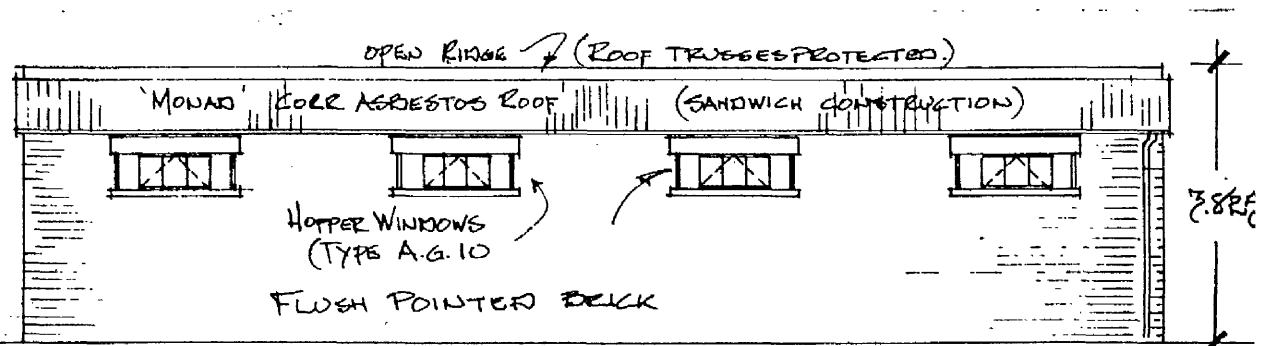 OPEN RIDGE (ROOF TRUSSES PROTECTED.)
'MONAD' CORR ASBESTOS ROOF (SANDWICH CONSTRUCTION)
HOPPER WINDOWS
(TYPE A.G. 10
FLUSH POINTED BRICK